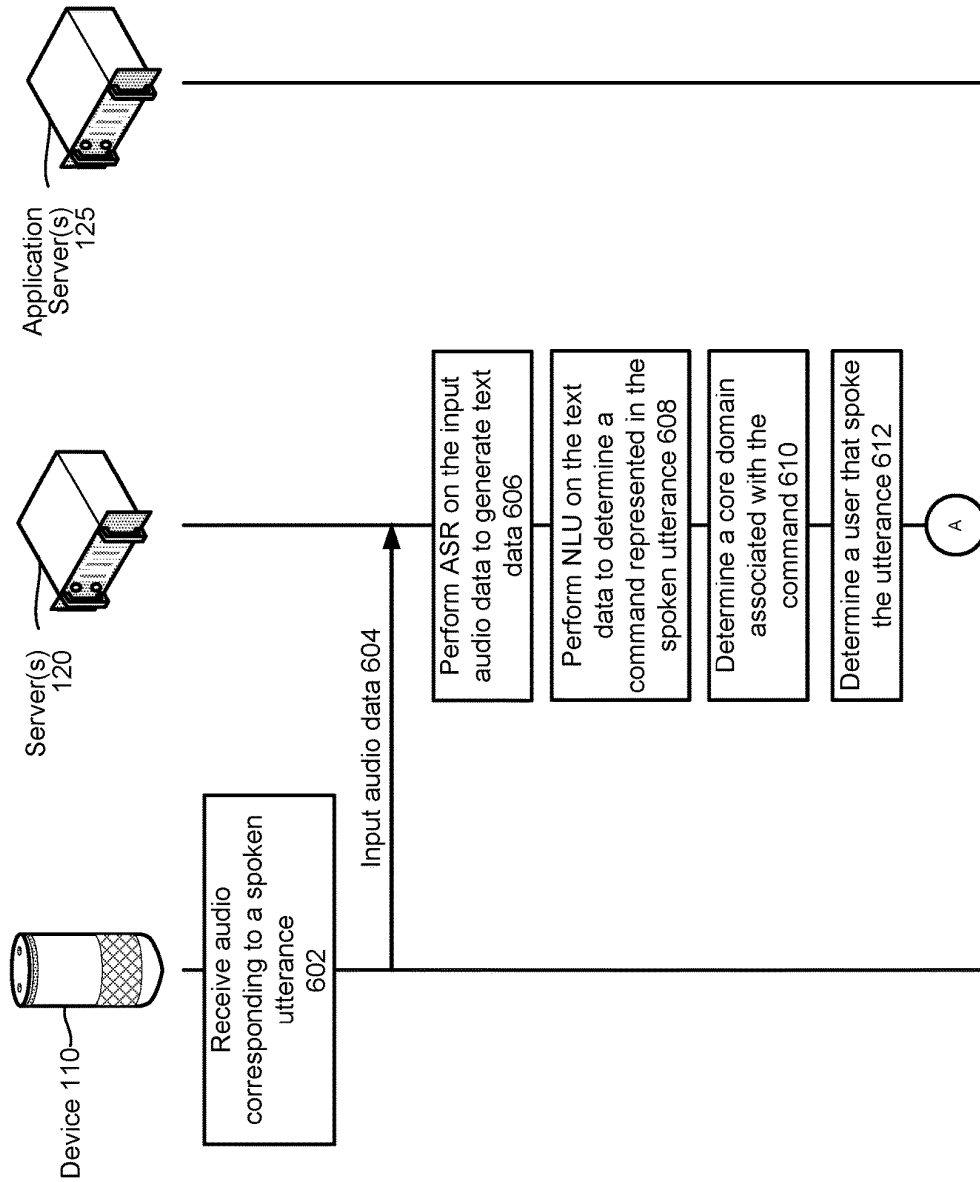 Device 110
Server(s)
120
Application
Server(s)
125
Receive audio
corresponding to a spoken
utterance
602
Input audio data 604
Perform ASR on the input
audio data to generate text
data 606
Perform NLU on the text
data to determine a
command represented in the
spoken utterance 608
Determine a core domain
associated with the
command 610
Determine a user that spoke
the utterance 612
A